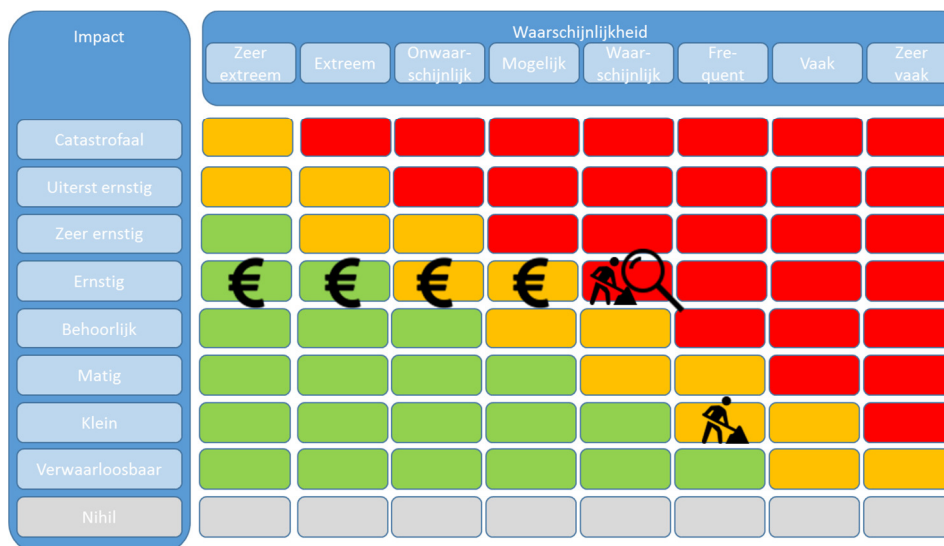 Impact
Waarschijnlijkheid
Zeer
extreem
Extreem
Onwaar-
schijnlijk
Mogelijk
Waar-
schijnlijk
Fre-
quent
Vaak
Zeer
vaak
Catastrofaal
Uiterst ernstig
Zeer ernstig
Ernstig
€ € € €
Behoorlijk
Matig
Klein
Verwaarloosbaar
Nihil